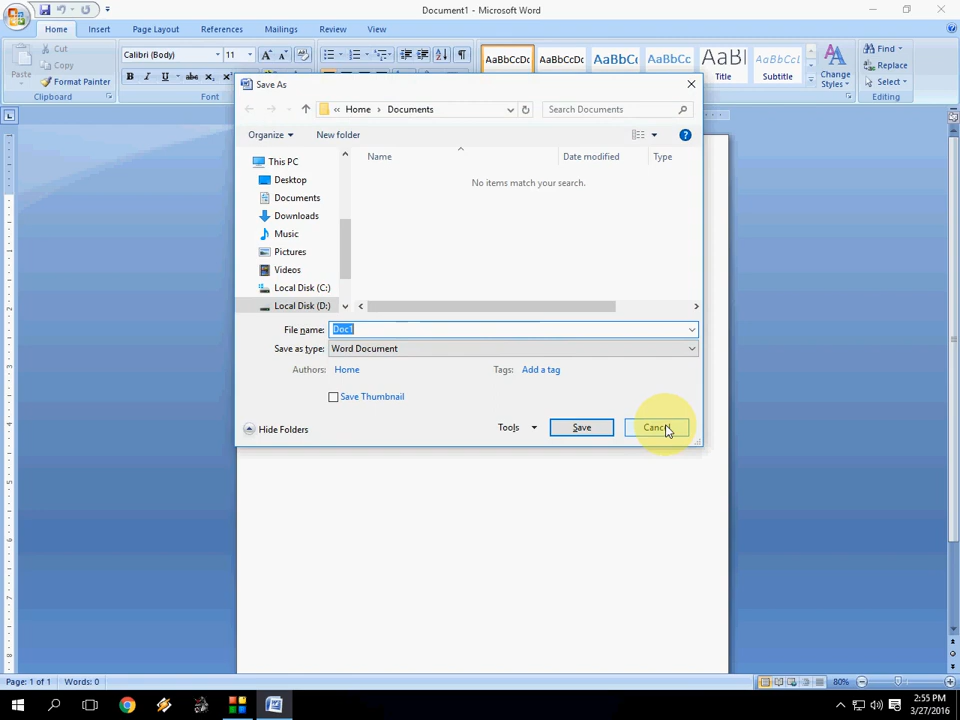 Document1 - Microsoft Word
Home Insert Page Layout References Mailings Review View
Paste
Cut
Copy
Format Painter
Clipboard
Calibri (Body) 11
B I U abc x₂
Font
AaBbCcDc AaBbCcDc AaBbC AaBbCc AaB AaBbCcL
Title
Subtitle
Change
Styles
Find
Replace
Select
Editing
Save As
« Home › Documents
Search Documents
Organize
New folder
Name
Date modified
Type
No items match your search.
This PC
Desktop
Documents
Downloads
Music
Pictures
Videos
Local Disk (C:)
Local Disk (D:)
File name: Doc1
Save as type: Word Document
Authors: Home
Tags: Add a tag
Save Thumbnail
Hide Folders
Tools
Save
Cancel
Page: 1 of 1 Words: 0
80%
2:55 PM
3/27/2016